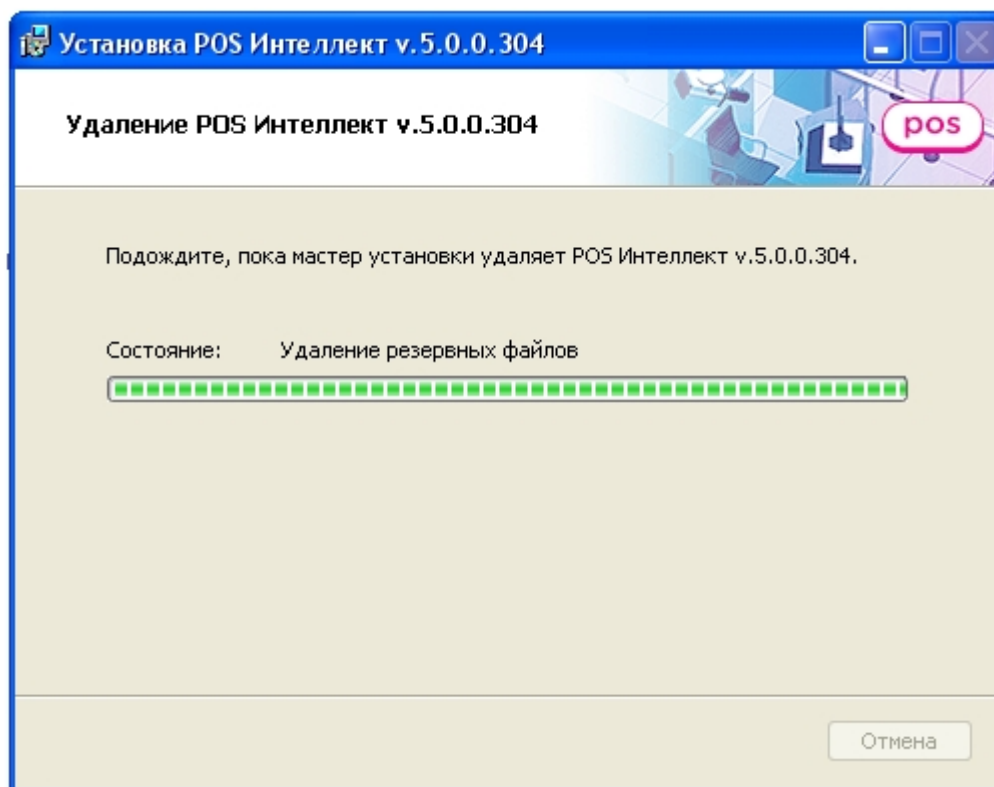 Установка POS Интеллект v.5.0.0.304
Удаление POS Интеллект v.5.0.0.304
pos
Подождите, пока мастер установки удаляет POS Интеллект v.5.0.0.304.
Состояние: Удаление резервных файлов
Отмена